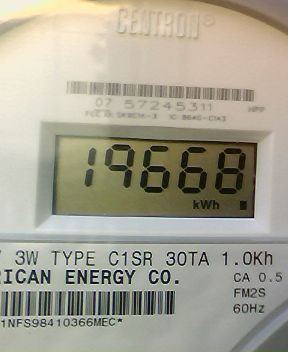 CENTRON®
07 57245311
19668
kWh
3W TYPE C1SR 30TA 1.0Kh
RICAN ENERGY CO.
CA 0.5
FM2S
60Hz
1NFS98410366MEC*